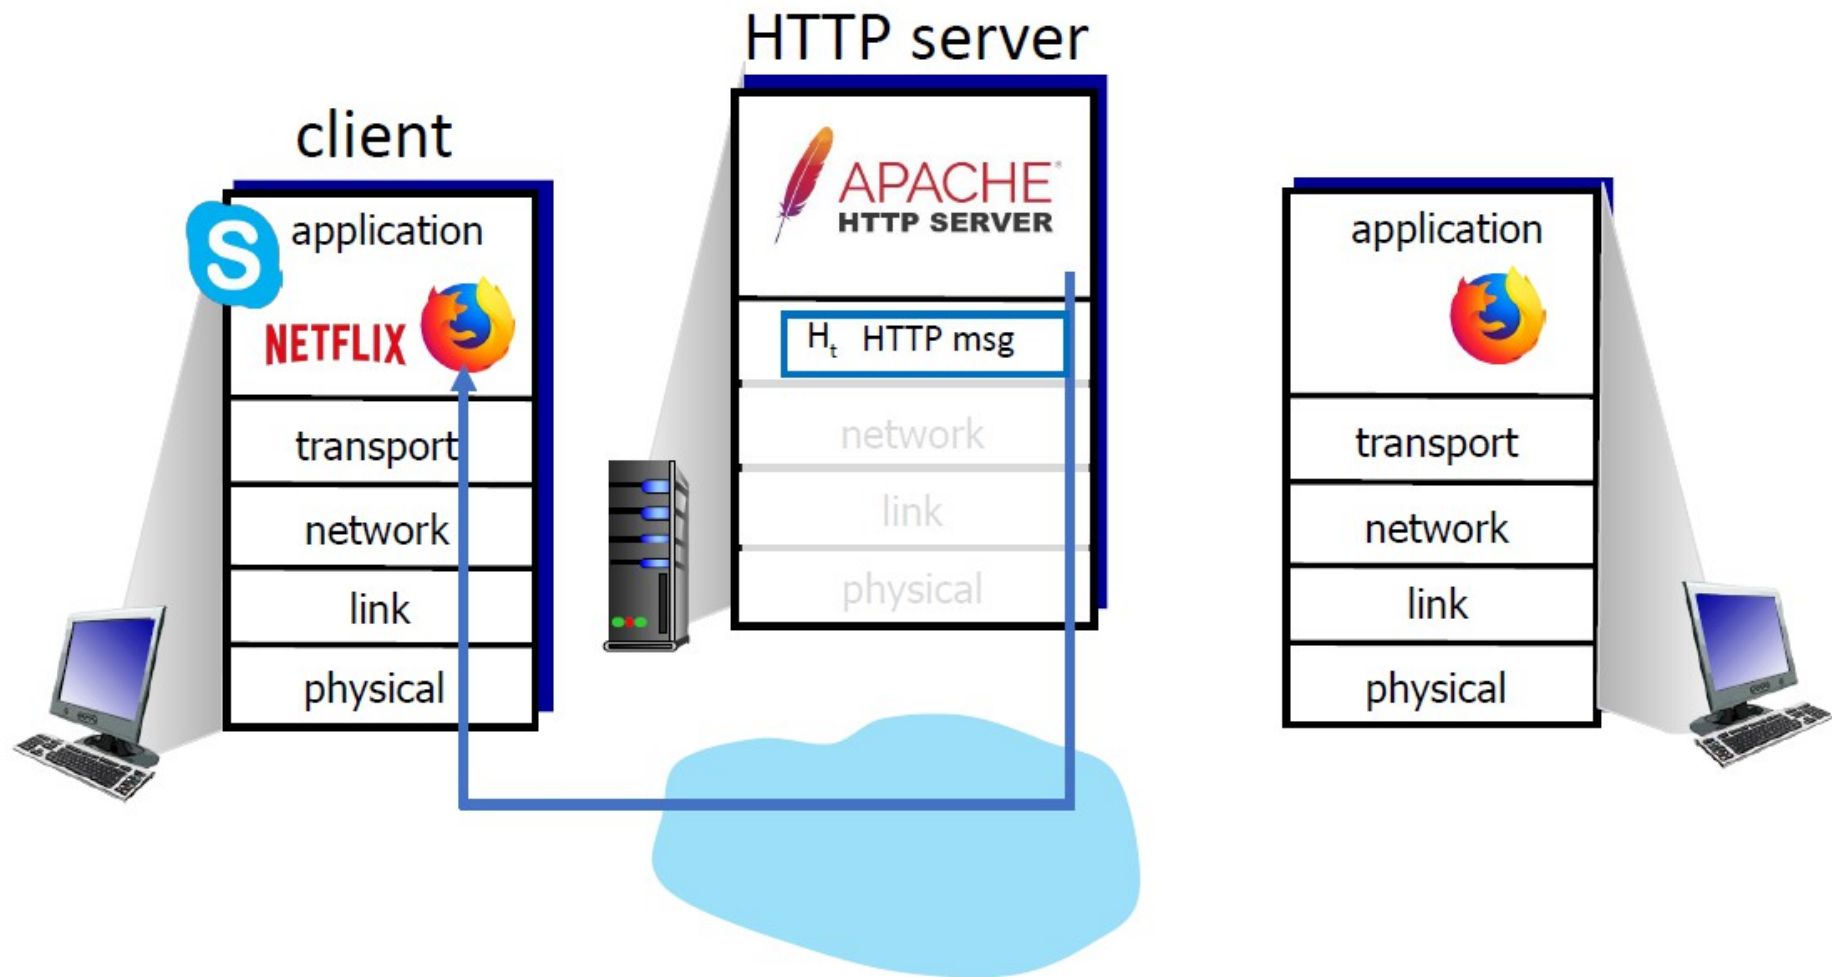 HTTP server
client
S
application
NETFLIX
transport
network
link
physical
APACHE®
HTTP SERVER
Ht HTTP msg
network
link
physical
application
transport
network
link
physical